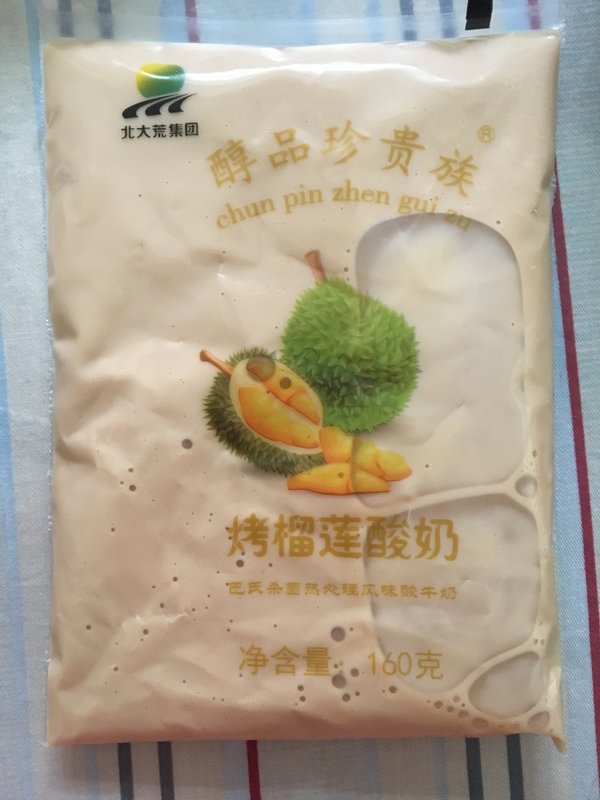 北大荒集团
醇品珍贵族®
chun pin zhen gui zu
烤榴莲酸奶
巴氏杀菌热处理风味酸牛奶
净含量：160克